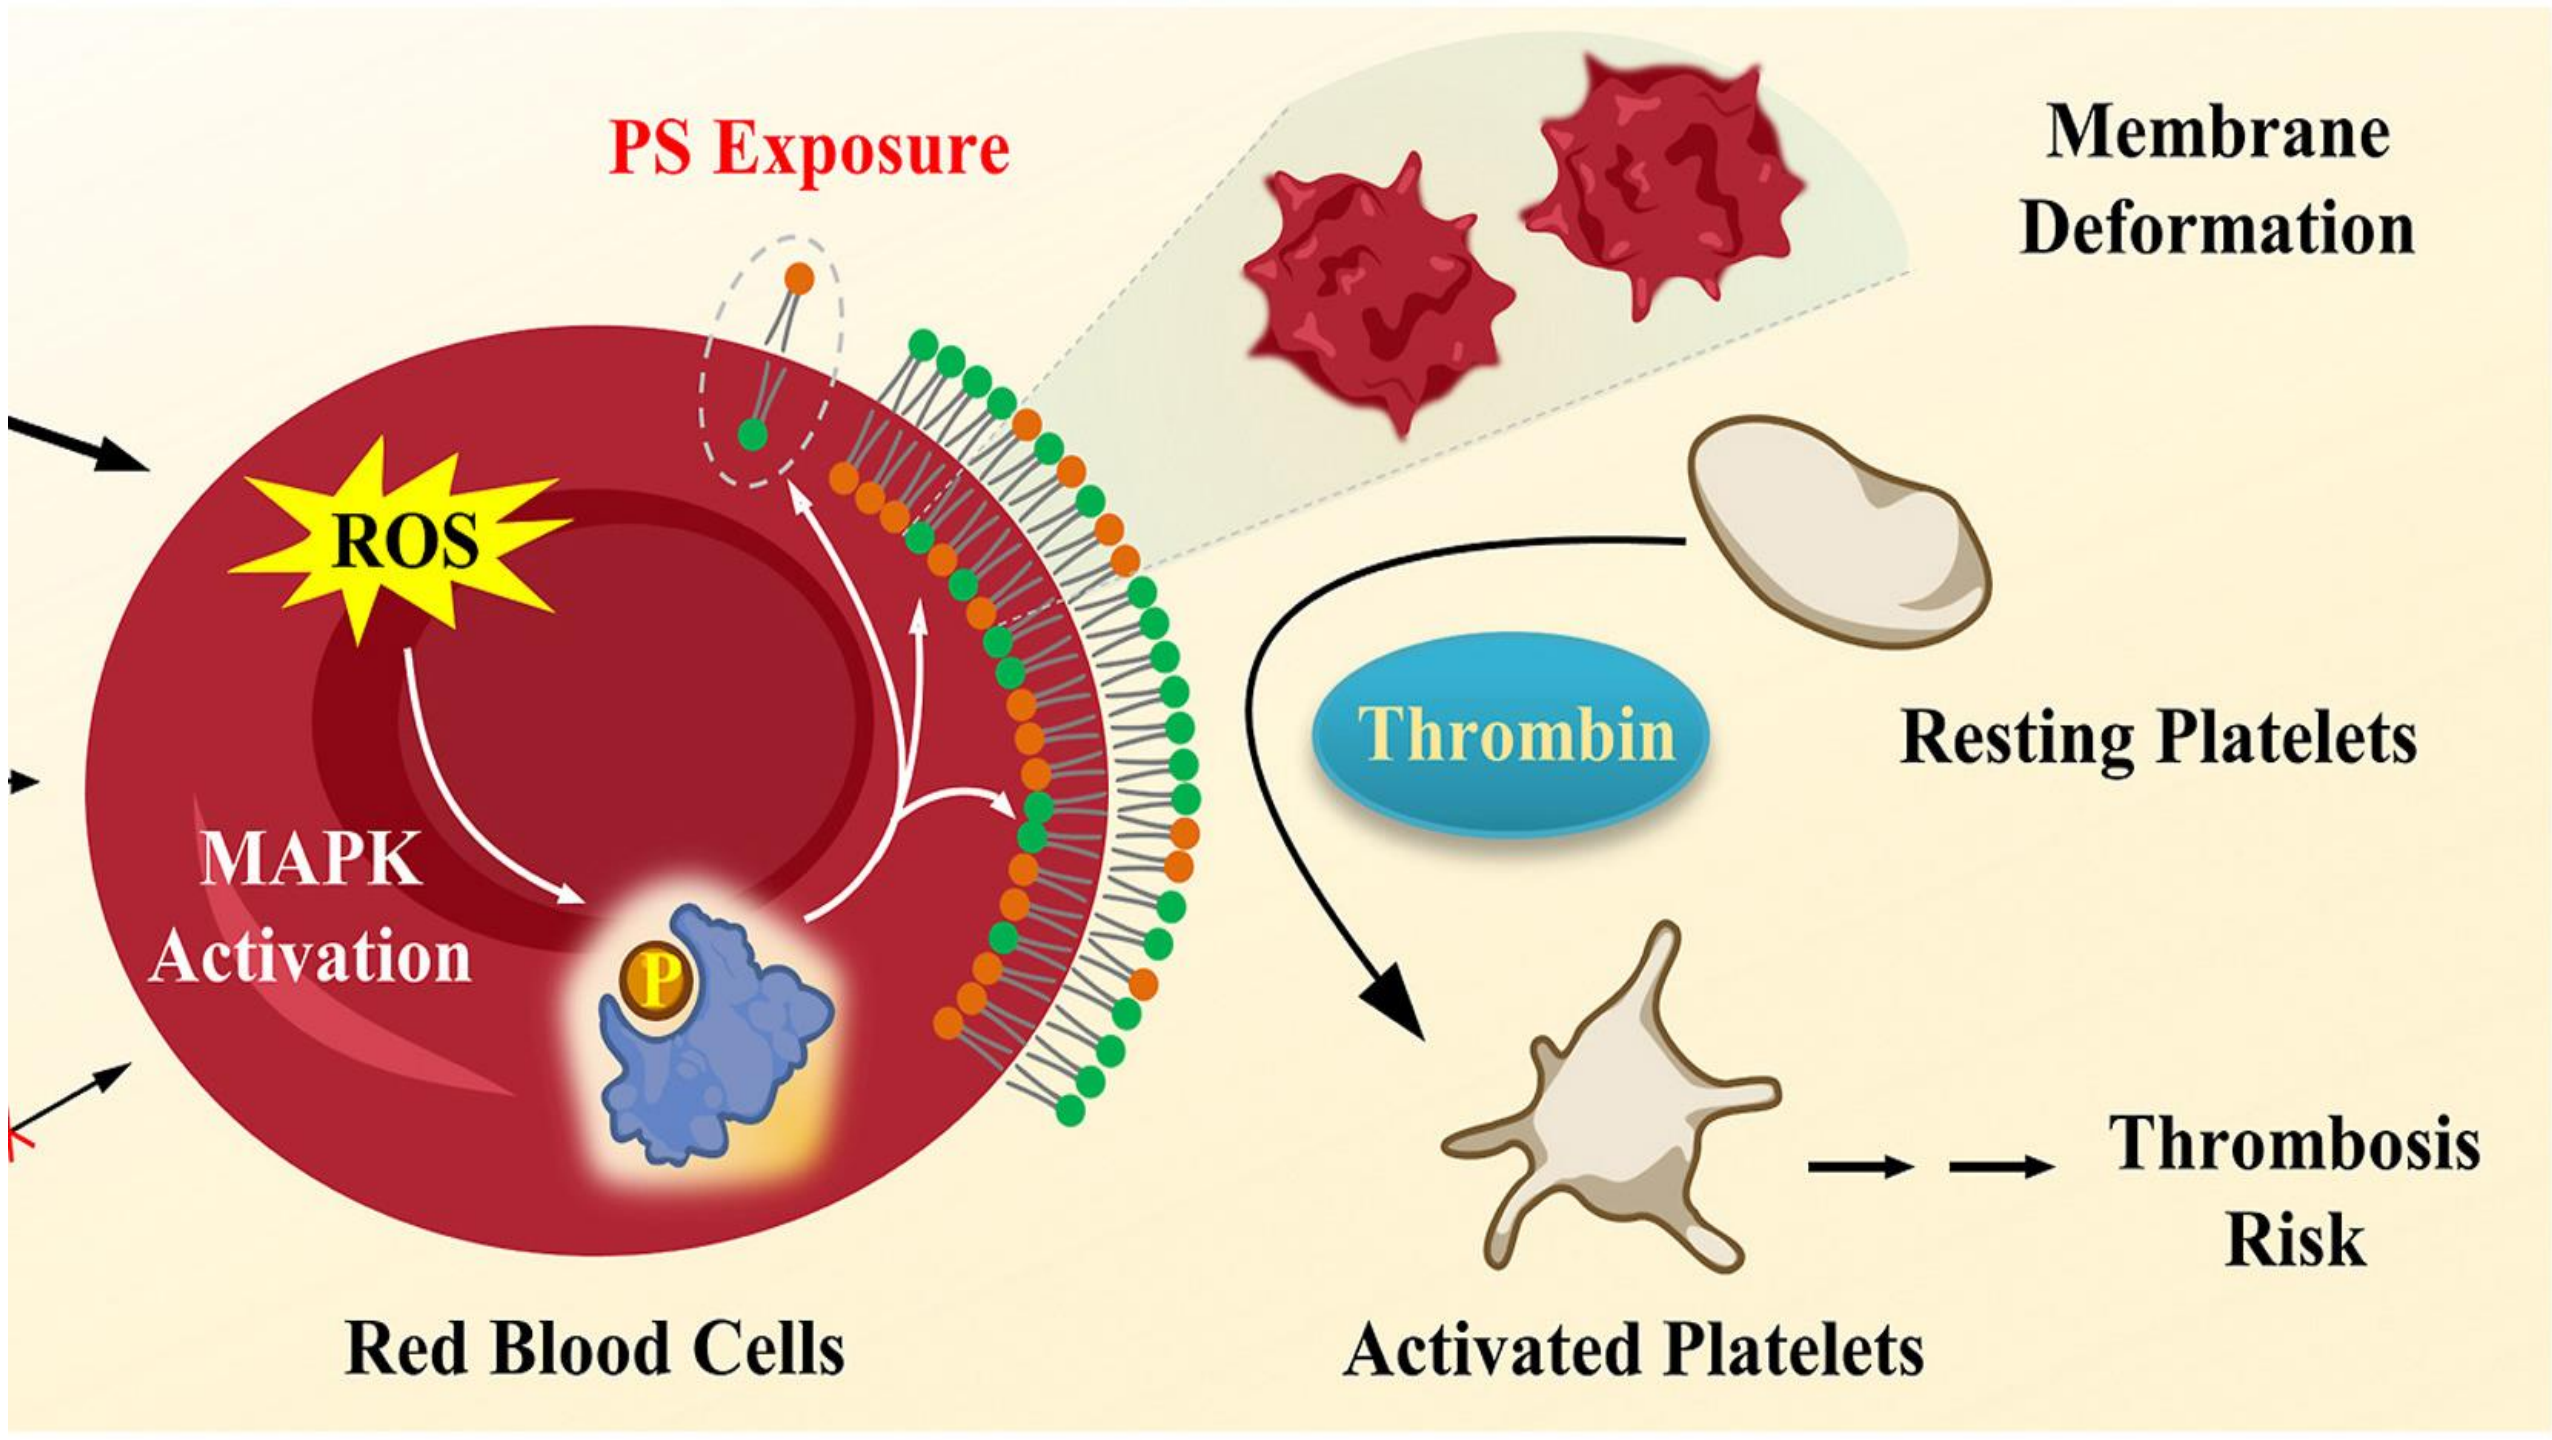 PS Exposure
Membrane
Deformation
ROS
Thrombin
Resting Platelets
MAPK
Activation
P
Thrombosis
Risk
Red Blood Cells
Activated Platelets